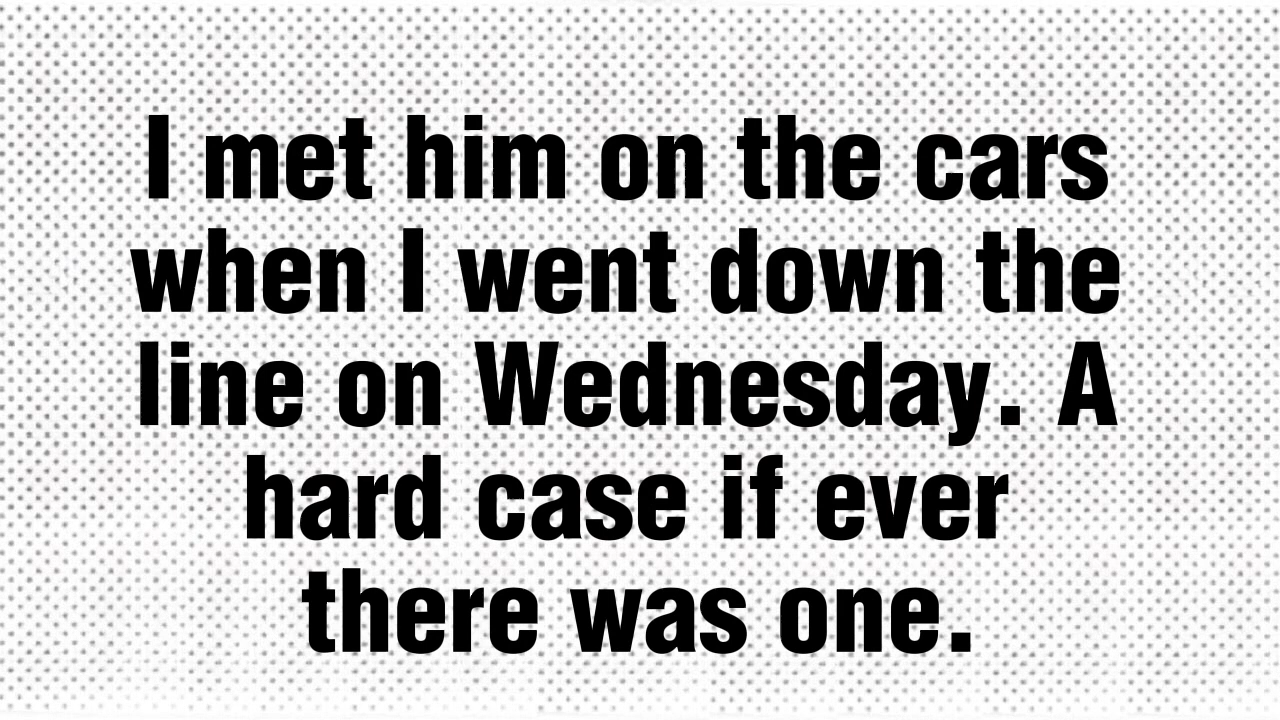 I met him on the cars
when I went down the
line on Wednesday. A
hard case if ever
there was one.